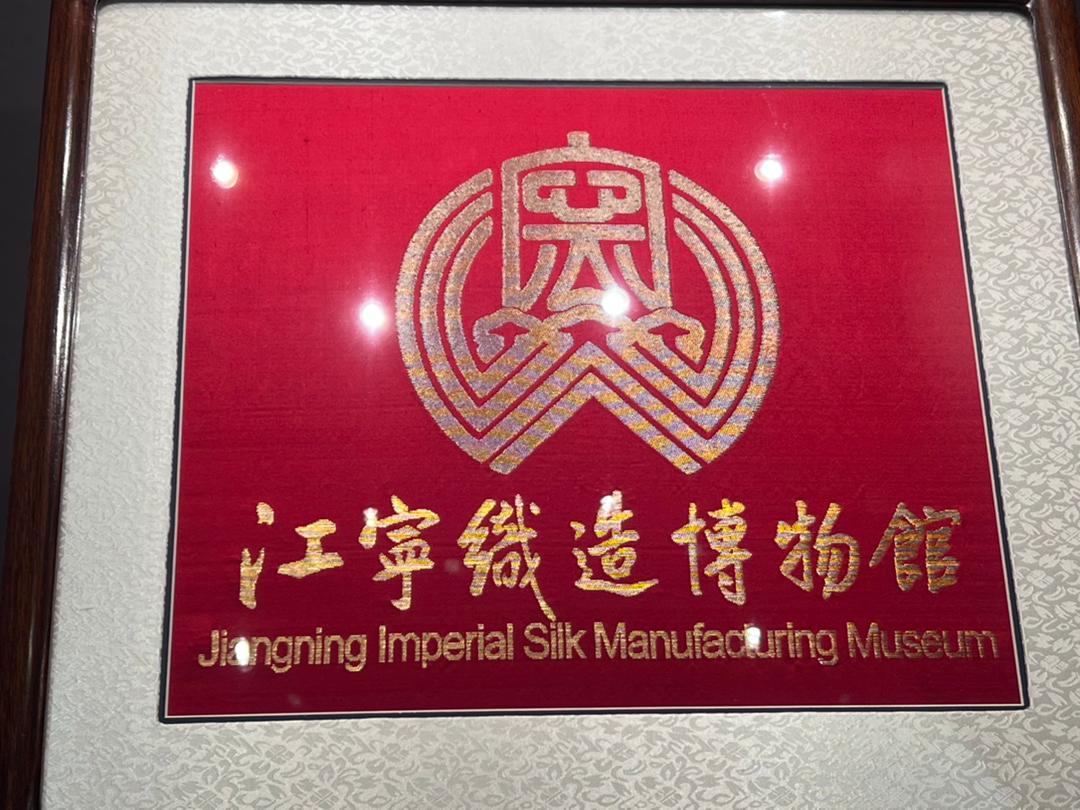 江寧織造博物館
Jiangning Imperial Silk Manufacturing Museum